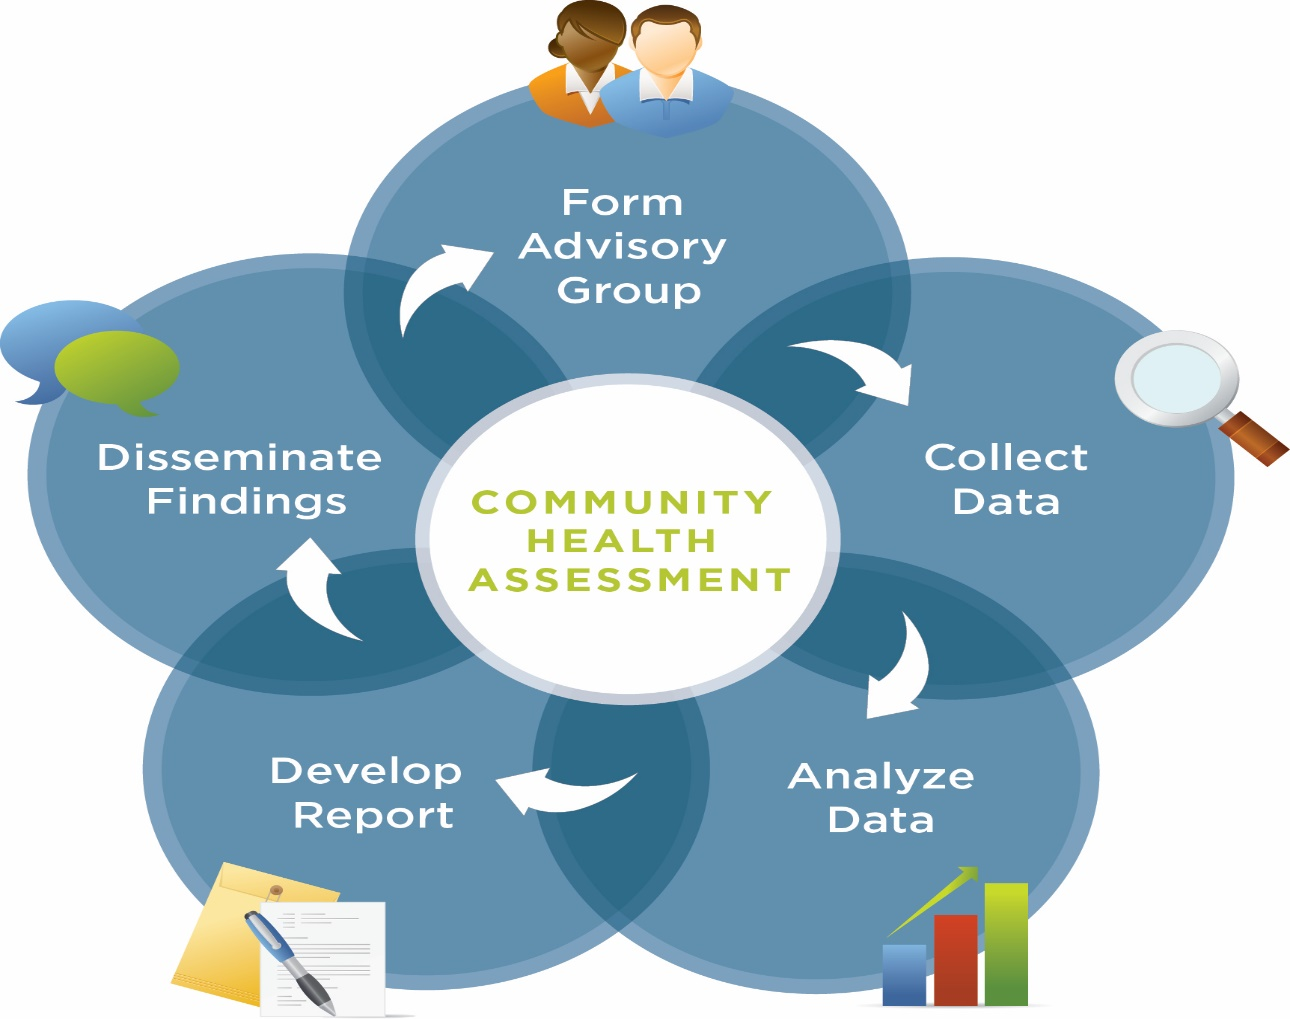 Form
Advisory
Group
Collect
Data
Analyze
Data
Develop
Report
Disseminate
Findings
COMMUNITY
HEALTH
ASSESSMENT